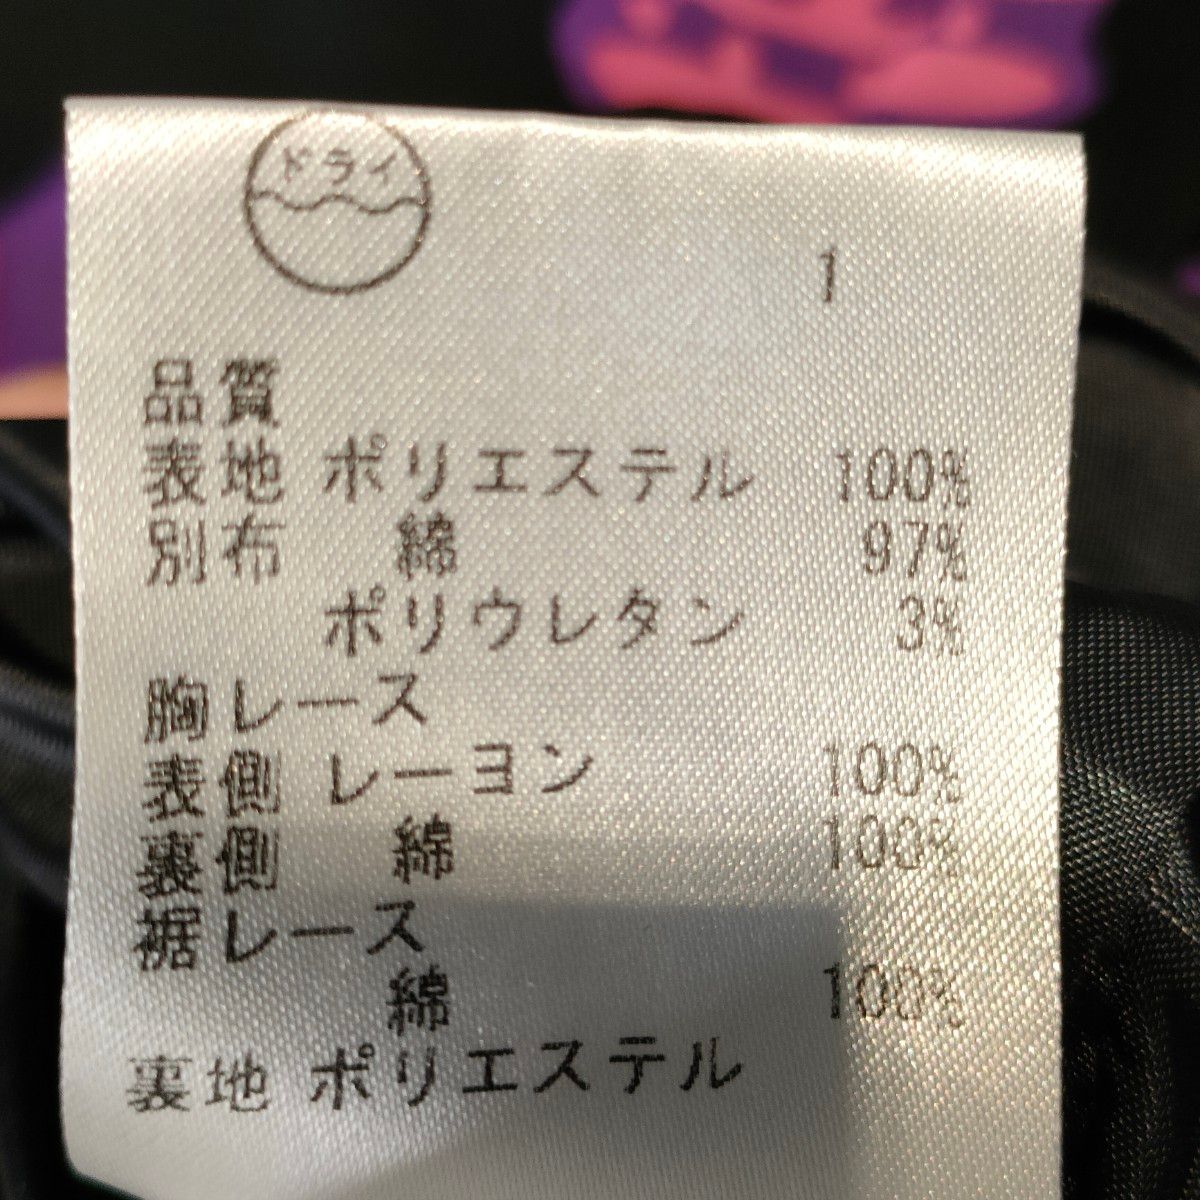 ドライ
1
品質
表地 ポリエステル 100%
別布 綿 97%
ポリウレタン 3%
胸レース
表側 レーヨン 100%
裏側 綿 100%
裾レース
綿 100%
裏地 ポリエステル